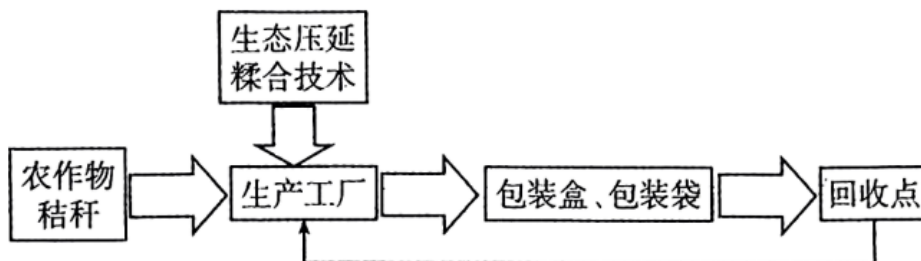 生态压延
糅合技术
农作物
秸秆
生产工厂
包装盒、包装袋
回收点